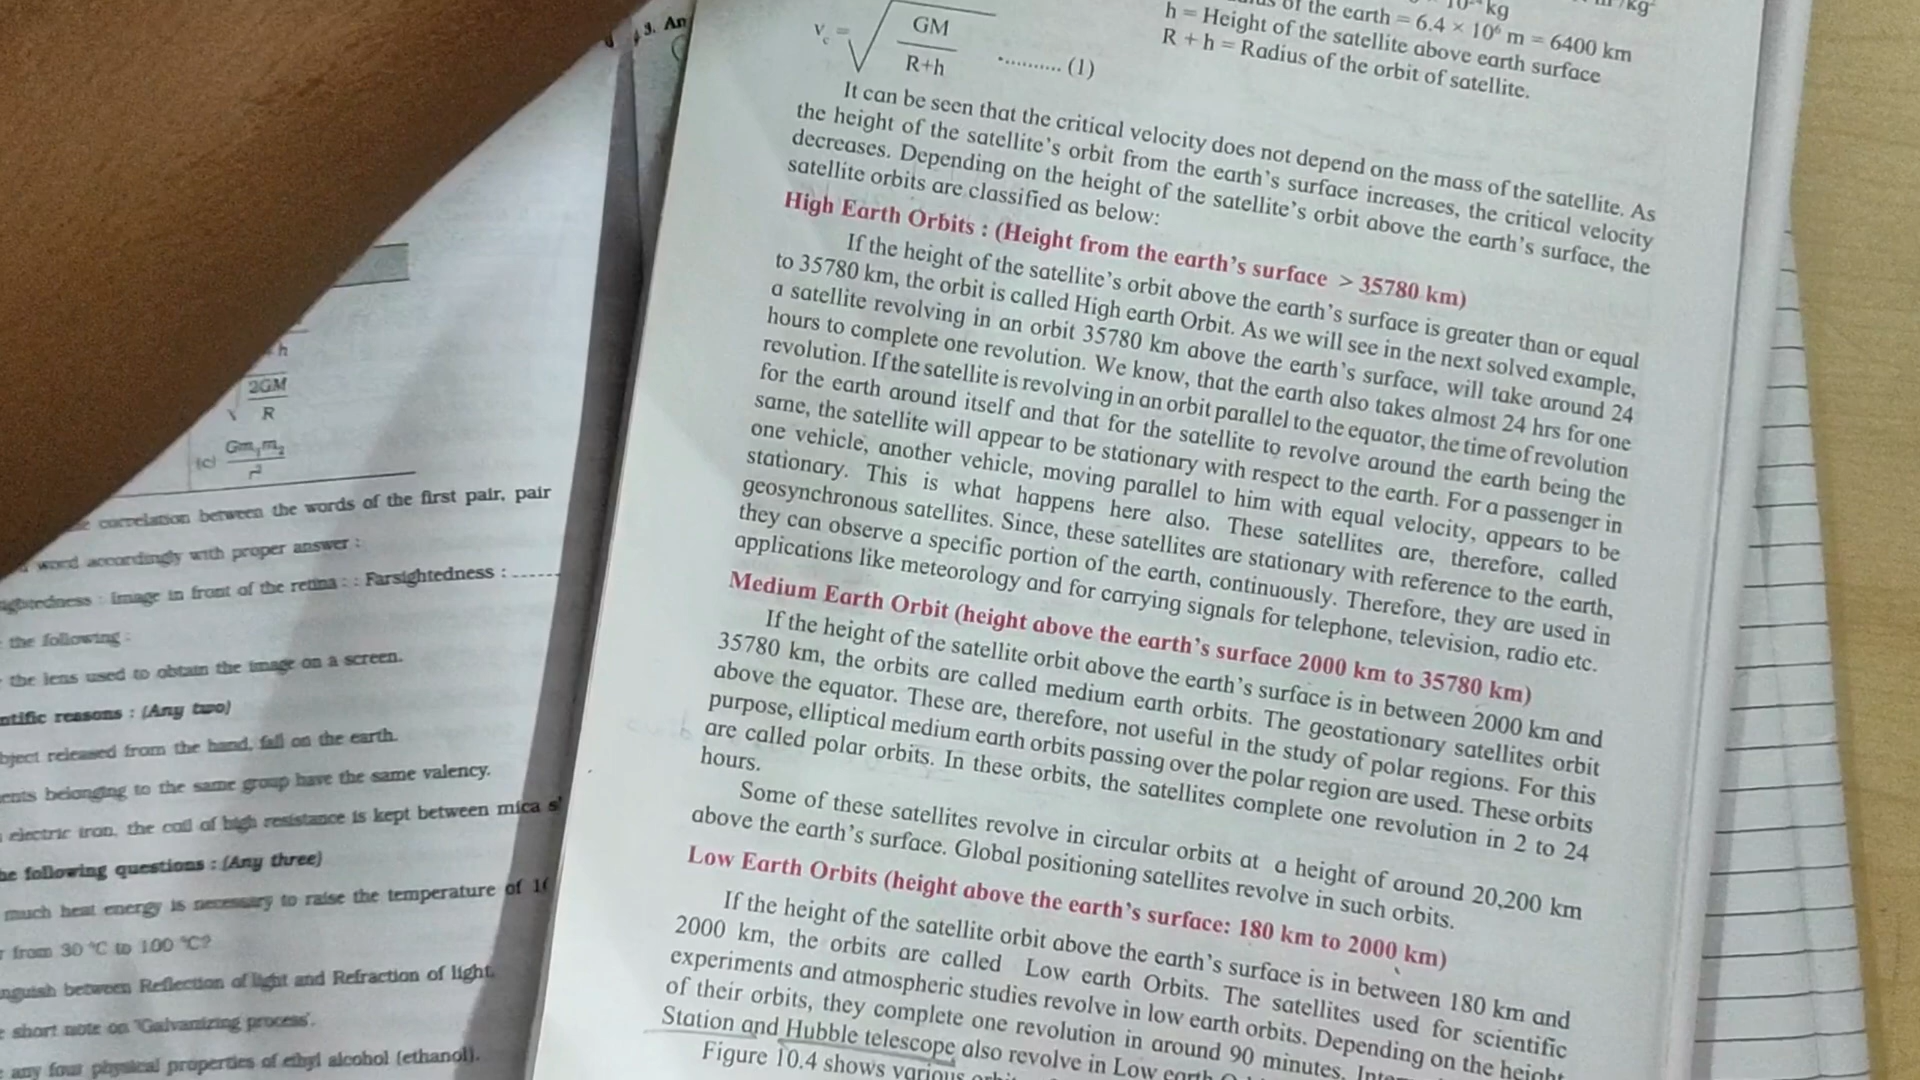 3. An
h
2GM
R
(c) Gm₁m₂
r²
correlation between the words of the first pair, pair
word accordingly with proper answer :
: Image in front of the retina : : Farsightedness : ......
the following :
the lens used to obtain the image on a screen.
reasons : (Any two)
released from the hand, fall on the earth.
belonging to the same group have the same valency.
electric iron, the coil of high resistance is kept between mica
following questions : (Any three)
much heat energy is necessary to raise the temperature of
from 30 °C to 100 °C?
between Reflection of light and Refraction of light.
short note on 'Galvanizing process'.
any four physical properties of ethyl alcohol (ethanol).
kg
of the earth = 6.4 × 10⁶ m = 6400 km
h = Height of the satellite above earth surface
R + h = Radius of the orbit of satellite.
v_c = √ GM
R+h ........... (1)
It can be seen that the critical velocity does not depend on the mass of the satellite. As
the height of the satellite's orbit from the earth's surface increases, the critical velocity
decreases. Depending on the height of the satellite's orbit above the earth's surface, the
satellite orbits are classified as below:
High Earth Orbits : (Height from the earth's surface > 35780 km)
If the height of the satellite's orbit above the earth's surface is greater than or equal
to 35780 km, the orbit is called High earth Orbit. As we will see in the next solved example,
a satellite revolving in an orbit 35780 km above the earth's surface, will take around 24
hours to complete one revolution. We know, that the earth also takes almost 24 hrs for one
revolution. If the satellite is revolving in an orbit parallel to the equator, the time of revolution
for the earth around itself and that for the satellite to revolve around the earth being the
same, the satellite will appear to be stationary with respect to the earth. For a passenger in
one vehicle, another vehicle, moving parallel to him with equal velocity, appears to be
stationary. This is what happens here also. These satellites are, therefore, called
geosynchronous satellites. Since, these satellites are stationary with reference to the earth,
they can observe a specific portion of the earth, continuously. Therefore, they are used in
applications like meteorology and for carrying signals for telephone, television, radio etc.
Medium Earth Orbit (height above the earth's surface 2000 km to 35780 km)
If the height of the satellite orbit above the earth's surface is in between 2000 km and
35780 km, the orbits are called medium earth orbits. The geostationary satellites orbit
above the equator. These are, therefore, not useful in the study of polar regions. For this
purpose, elliptical medium earth orbits passing over the polar region are used. These orbits
are called polar orbits. In these orbits, the satellites complete one revolution in 2 to 24
hours.
Some of these satellites revolve in circular orbits at a height of around 20,200 km
above the earth's surface. Global positioning satellites revolve in such orbits.
Low Earth Orbits (height above the earth's surface: 180 km to 2000 km)
If the height of the satellite orbit above the earth's surface is in between 180 km and
2000 km, the orbits are called Low earth Orbits. The satellites used for scientific
experiments and atmospheric studies revolve in low earth orbits. Depending on the height
of their orbits, they complete one revolution in around 90 minutes.
Station and Hubble telescope also revolve in Low earth
Figure 10.4 shows various